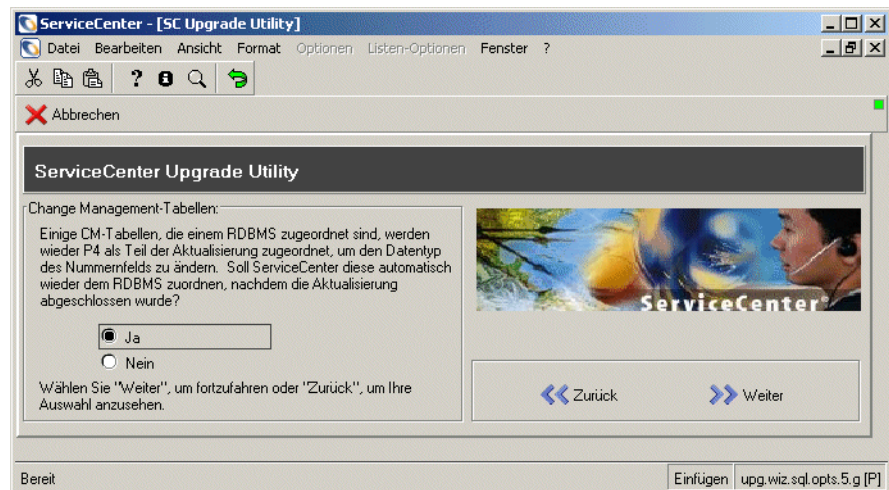 ServiceCenter - [SC Upgrade Utility]
Datei Bearbeiten Ansicht Format Optionen Listen-Optionen Fenster ?
Abbrechen
ServiceCenter Upgrade Utility
Change Management-Tabellen:
Einige CM-Tabellen, die einem RDBMS zugeordnet sind, werden
wieder P4 als Teil der Aktualisierung zugeordnet, um den Datentyp
des Nummernfelds zu ändern. Soll ServiceCenter diese automatisch
wieder dem RDBMS zuordnen, nachdem die Aktualisierung
abgeschlossen wurde?
Ja
Nein
Wählen Sie "Weiter", um fortzufahren oder "Zurück", um Ihre
Auswahl anzusehen.
ServiceCenter®
Zurück
Weiter
Bereit
Einfügen
upg.wiz.sql.opts.5.g [P]